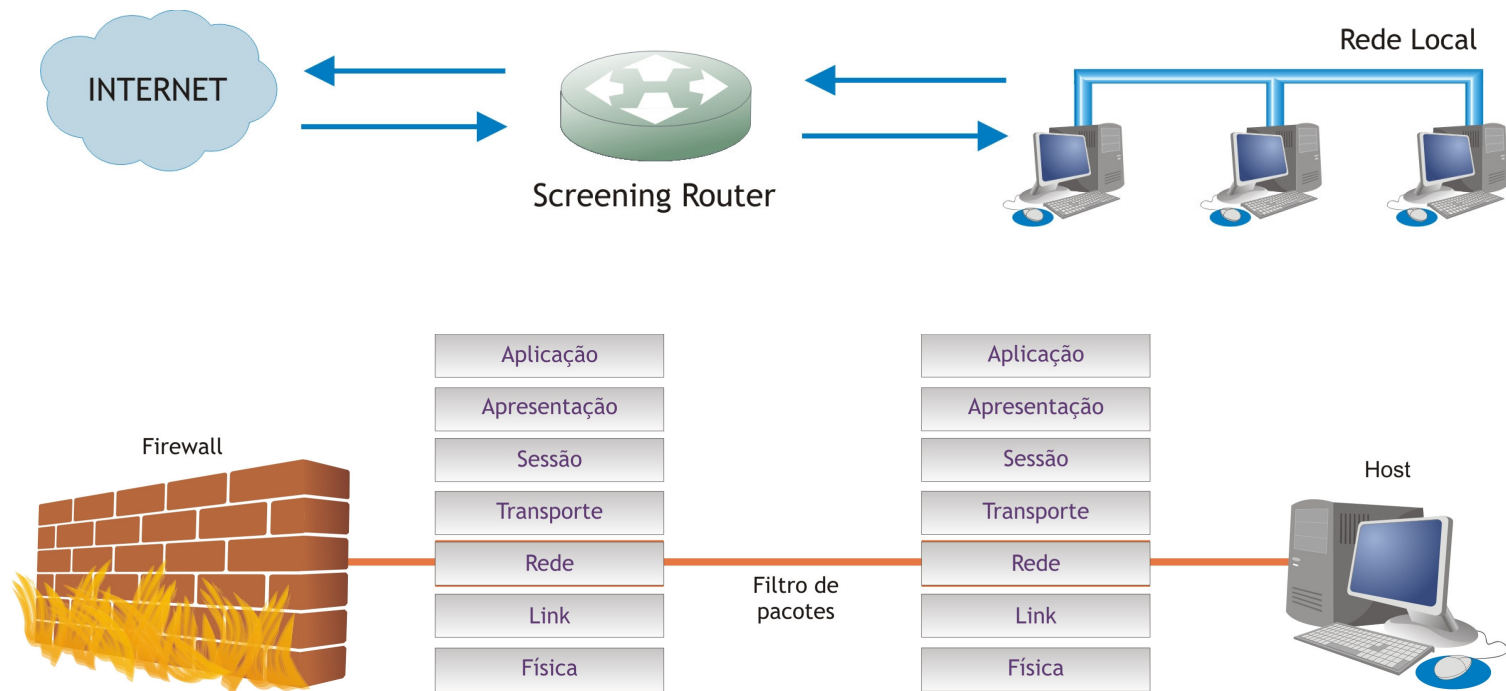 INTERNET
Rede Local
Screening Router
Firewall
Aplicação
Apresentação
Sessão
Transporte
Rede
Link
Física
Filtro de
pacotes
Aplicação
Apresentação
Sessão
Transporte
Rede
Link
Física
Host